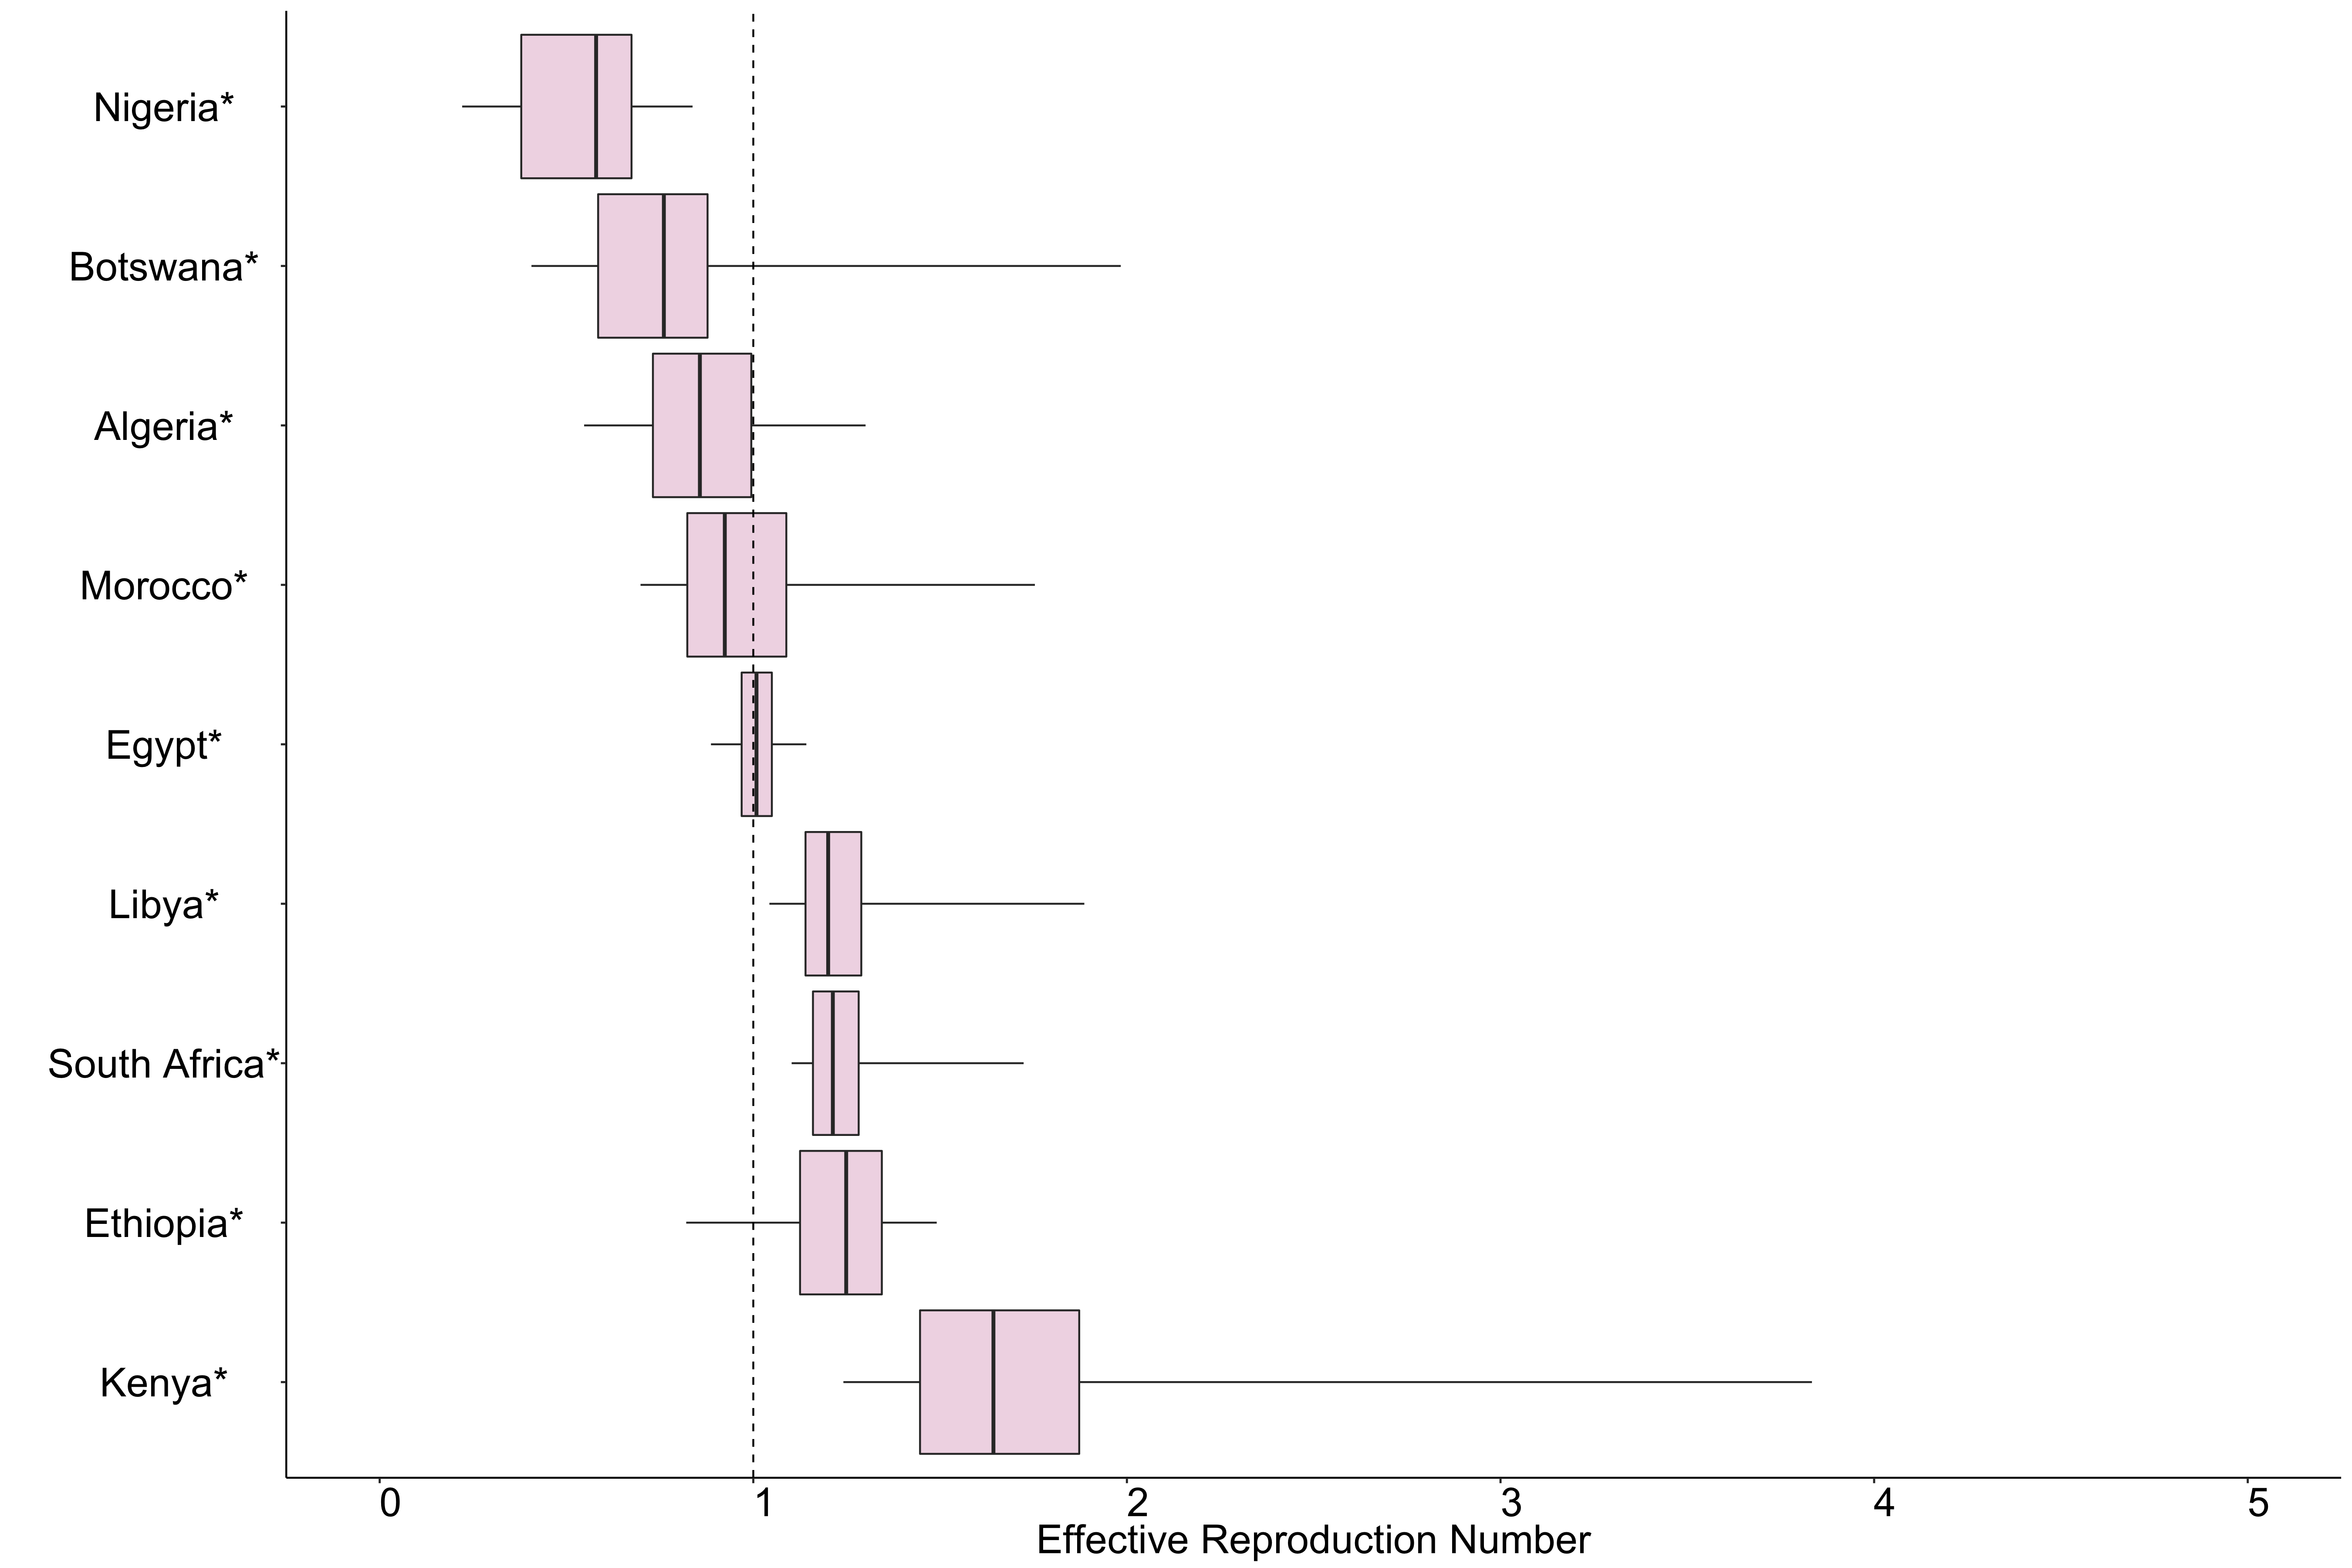 Nigeria*
Botswana*
Algeria*
Morocco*
Egypt*
Libya*
South Africa*
Ethiopia*
Kenya*
0 1 2 3 4 5
Effective Reproduction Number